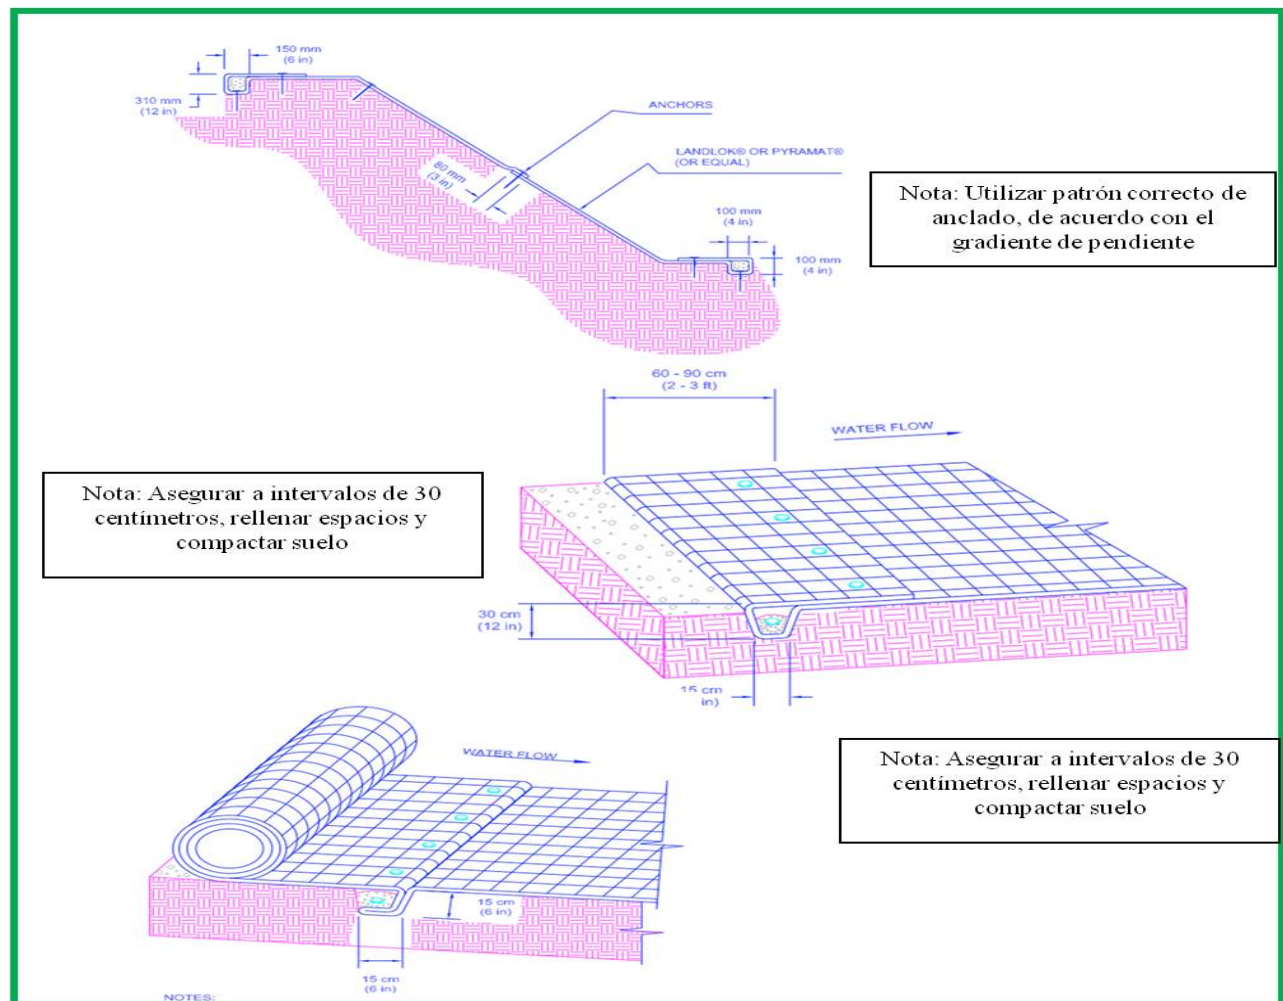 150 mm
(6 in)
310 mm
(12 in)
ANCHORS
LANDLOK® OR PYRAMAT®
(OR EQUAL)
80 mm
(3 in)
100 mm
(4 in)
100 mm
(4 in)
Nota: Utilizar patrón correcto de
anclado, de acuerdo con el
gradiente de pendiente
60 - 90 cm
(2 - 3 ft)
WATER FLOW
Nota: Asegurar a intervalos de 30
centímetros, rellenar espacios y
compactar suelo
30 cm
(12 in)
15 cm
in)
WATER FLOW
Nota: Asegurar a intervalos de 30
centímetros, rellenar espacios y
compactar suelo
15 cm
(6 in)
15 cm
(6 in)
NOTES: